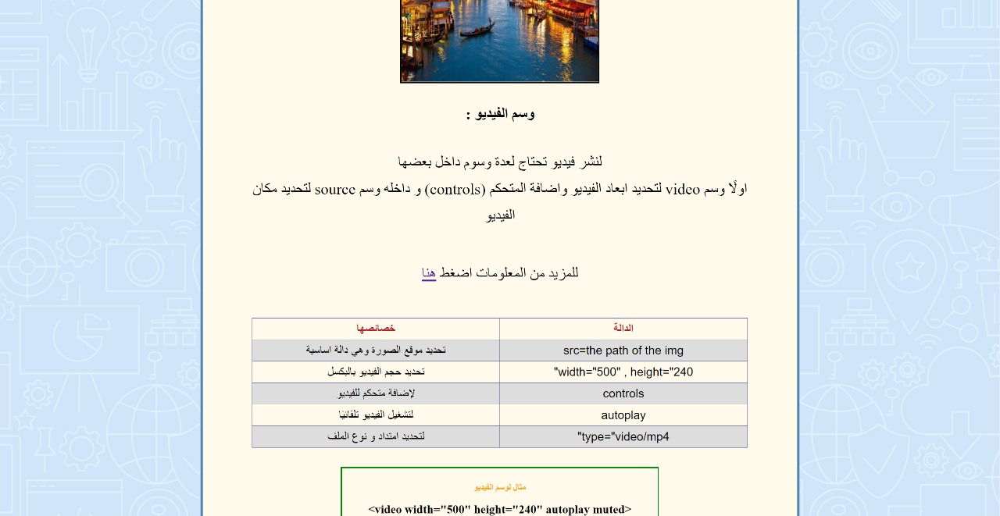 وسم الفيديو :
لنشر فيديو تحتاج لعدة وسوم داخل بعضها
اولًا وسم video لتحديد ابعاد الفيديو واضافة المتحكم (controls) و داخله وسم source لتحديد مكان
الفيديو
للمزيد من المعلومات اضغط هنا
الدالة خصائصها
src=the path of the img تحديد موقع الصورة وهي دالة اساسية
"width="500" , height="240 تحديد حجم الفيديو بالبكسل
controls لإضافة متحكم للفيديو
autoplay لتشغيل الفيديو تلقائيًا
"type="video/mp4 لتحديد امتداد و نوع الملف
مثال لوسم الفيديو
<video width="500" height="240" autoplay muted>